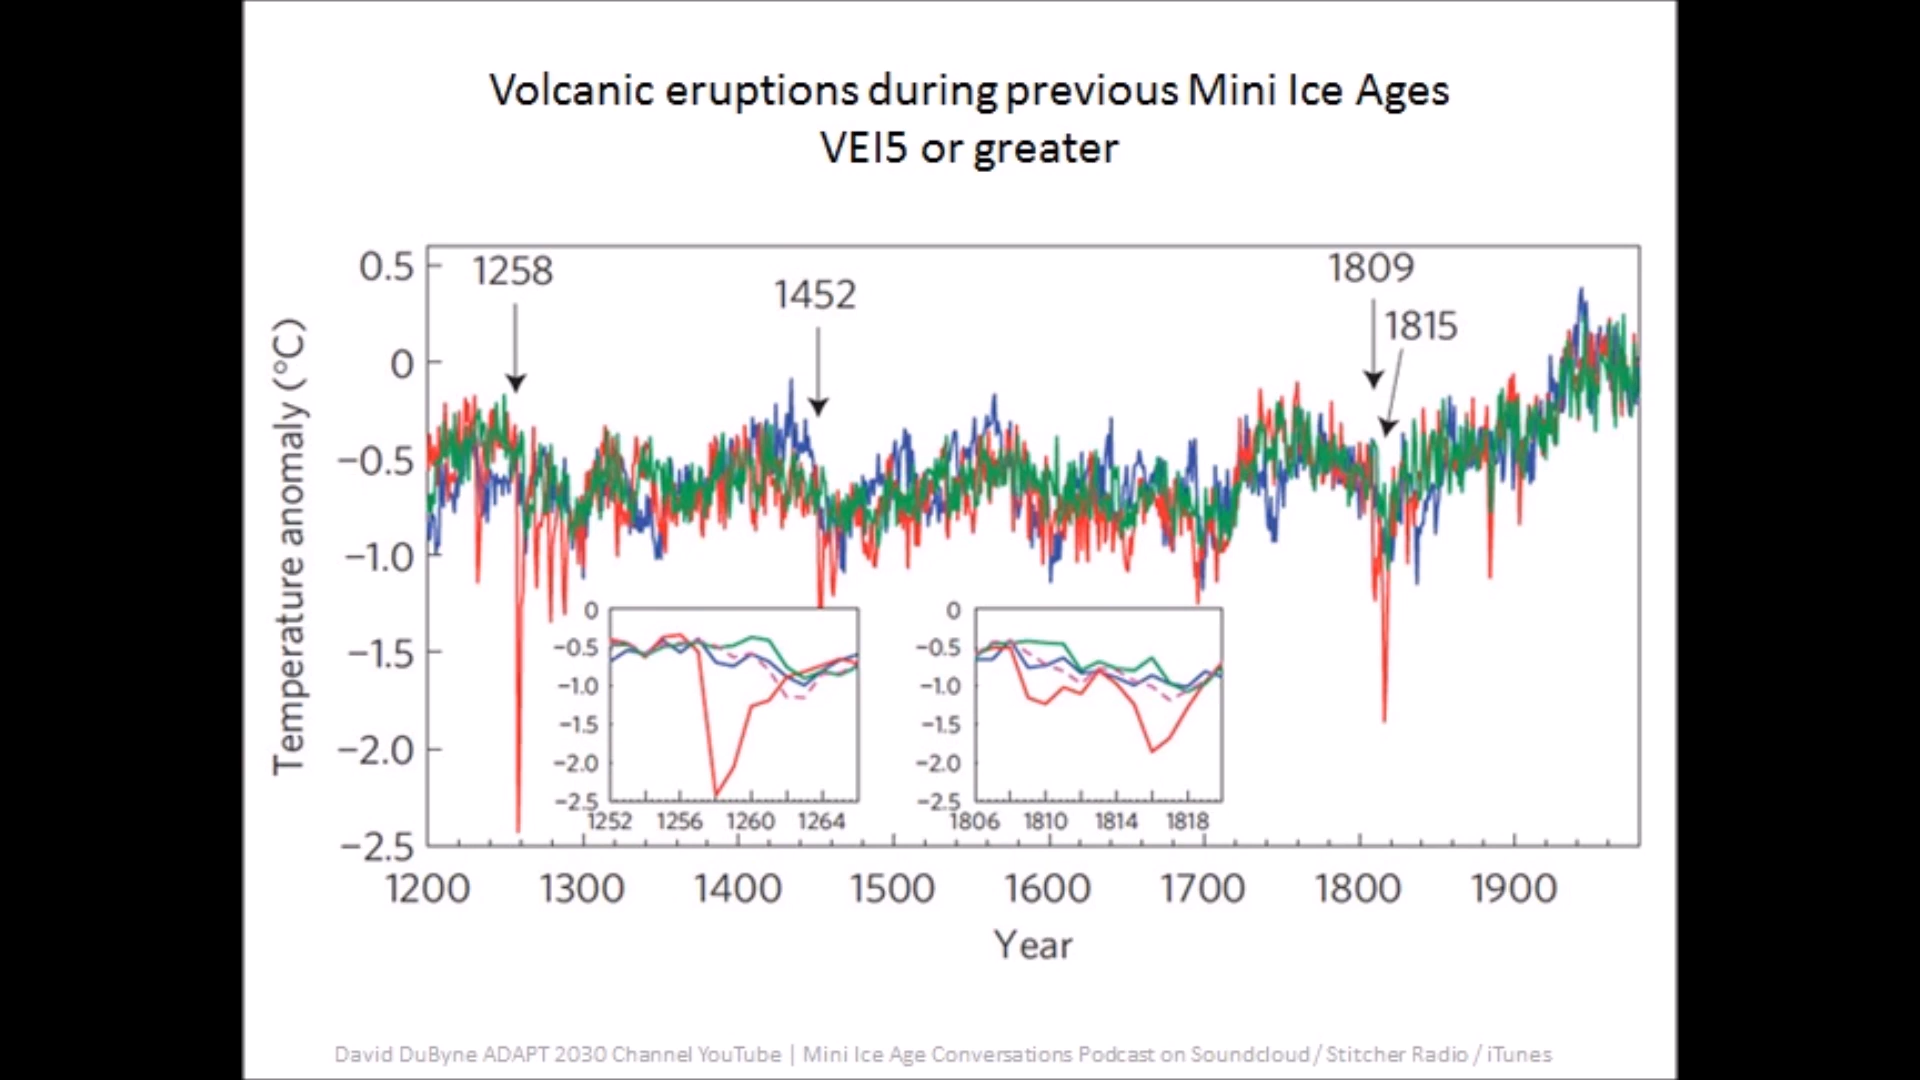 Volcanic eruptions during previous Mini Ice Ages
VEI5 or greater
Temperature anomaly (°C)
0.5
0
−0.5
−1.0
−1.5
−2.0
−2.5
1258
1452
1809
1815
0
−0.5
−1.0
−1.5
−2.0
−2.5
1252 1256 1260 1264
0
−0.5
−1.0
−1.5
−2.0
−2.5
1806 1810 1814 1818
1200 1300 1400 1500 1600 1700 1800 1900
Year
David DuByne ADAPT 2030 Channel YouTube | Mini Ice Age Conversations Podcast on Soundcloud / Stitcher Radio / iTunes